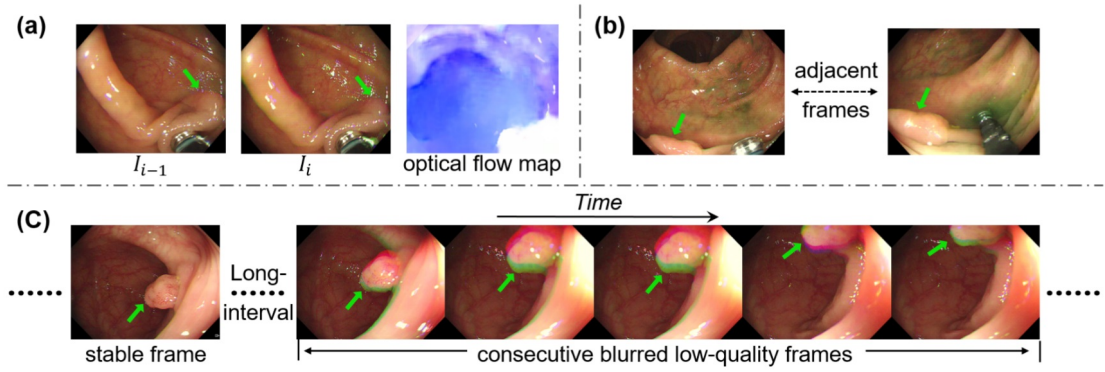 (a)
I_{i-1}
I_i
optical flow map
(b)
adjacent
frames
(C)
Time
Long-
interval
stable frame
consecutive blurred low-quality frames